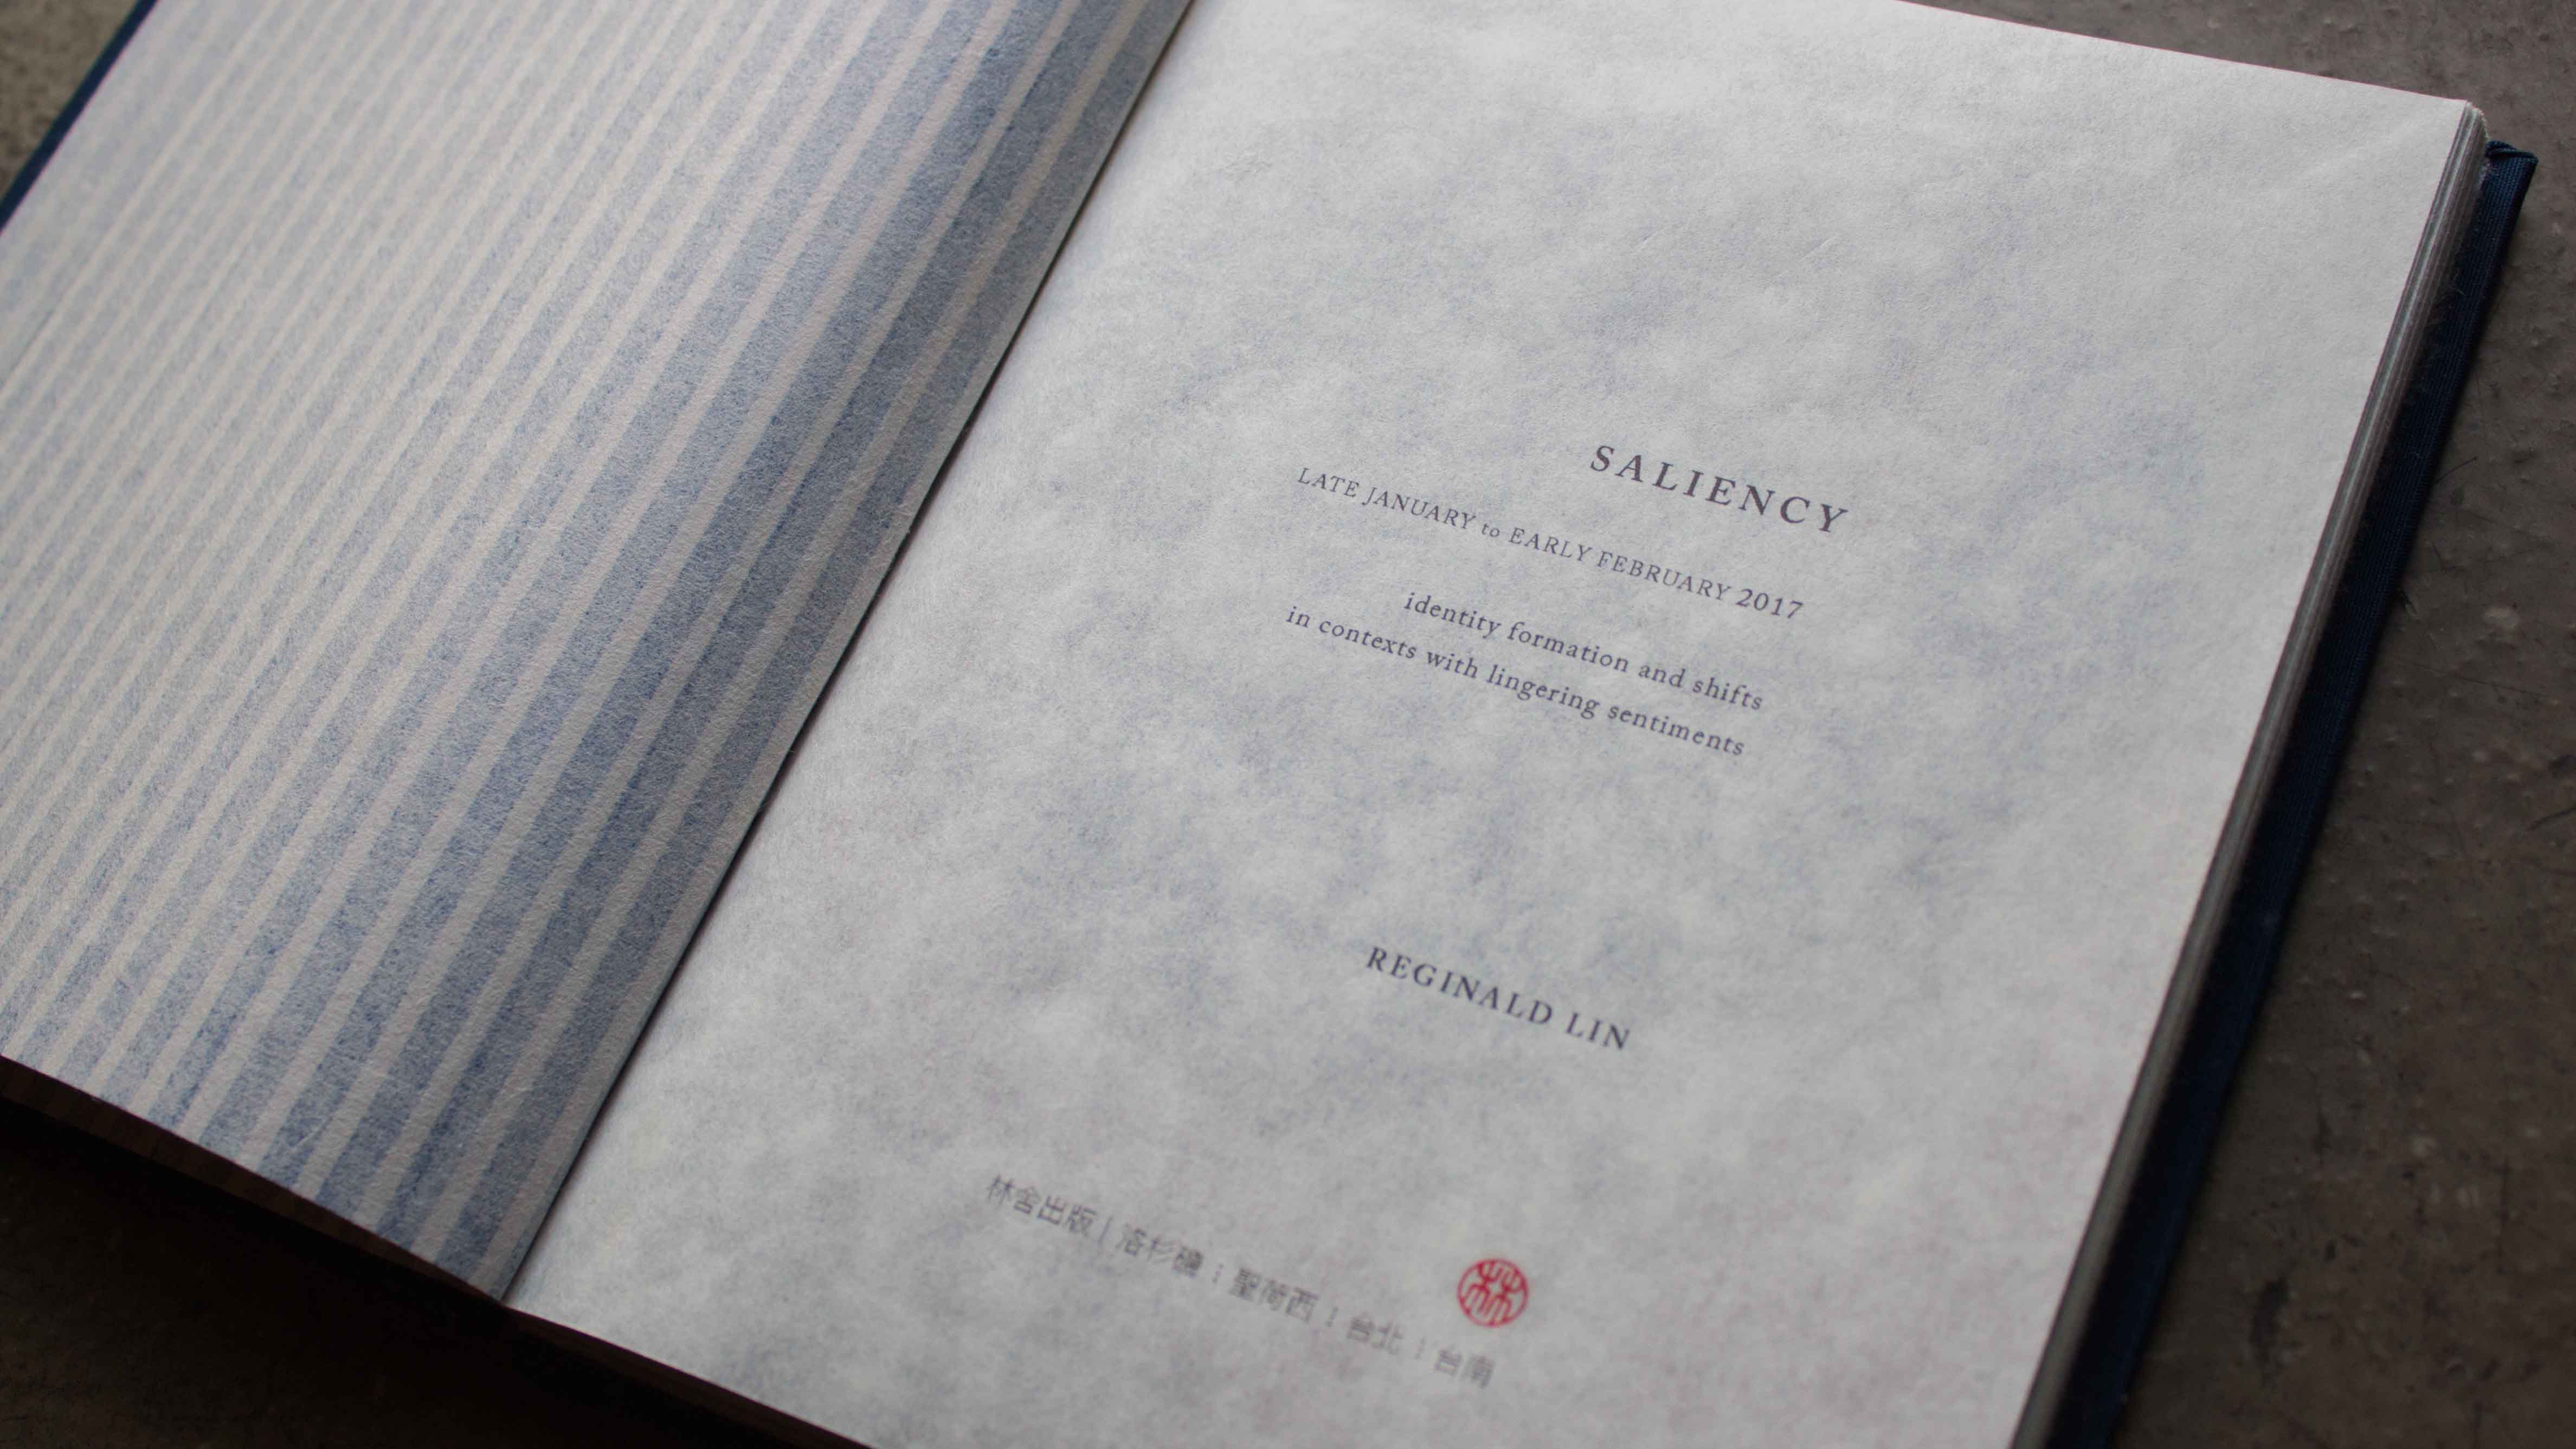 SALIENCY
LATE JANUARY to EARLY FEBRUARY 2017
identity formation and shifts
in contexts with lingering sentiments
REGINALD LIN
林
林舍出版 | 洛杉磯 ; 聖荷西 ; 台北 ; 台南